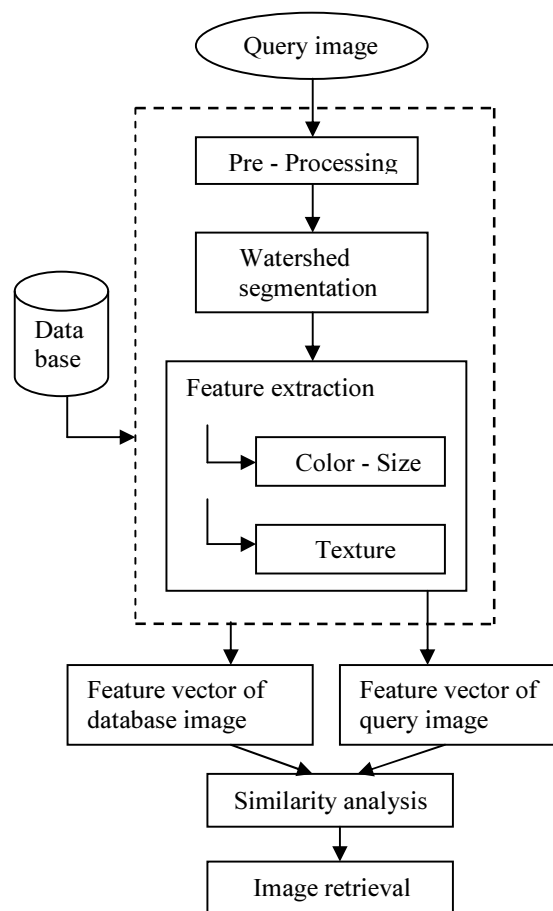 Query image
Pre - Processing
Watershed
segmentation
Data
base
Feature extraction
Color - Size
Texture
Feature vector of
database image
Feature vector of
query image
Similarity analysis
Image retrieval